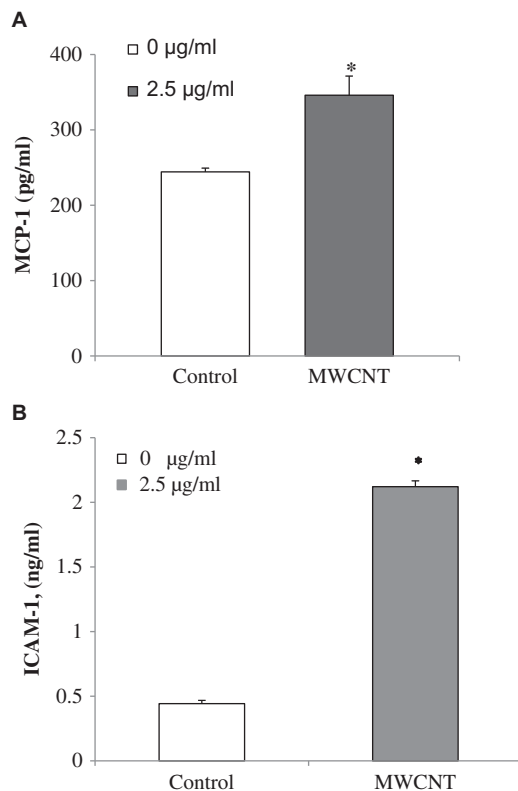 A
0 µg/ml
2.5 µg/ml
*
MCP-1 (pg/ml)
400
300
200
100
0
Control MWCNT
B
0 µg/ml
2.5 µg/ml
*
ICAM-1, (ng/ml)
2.5
2
1.5
1
0.5
0
Control MWCNT